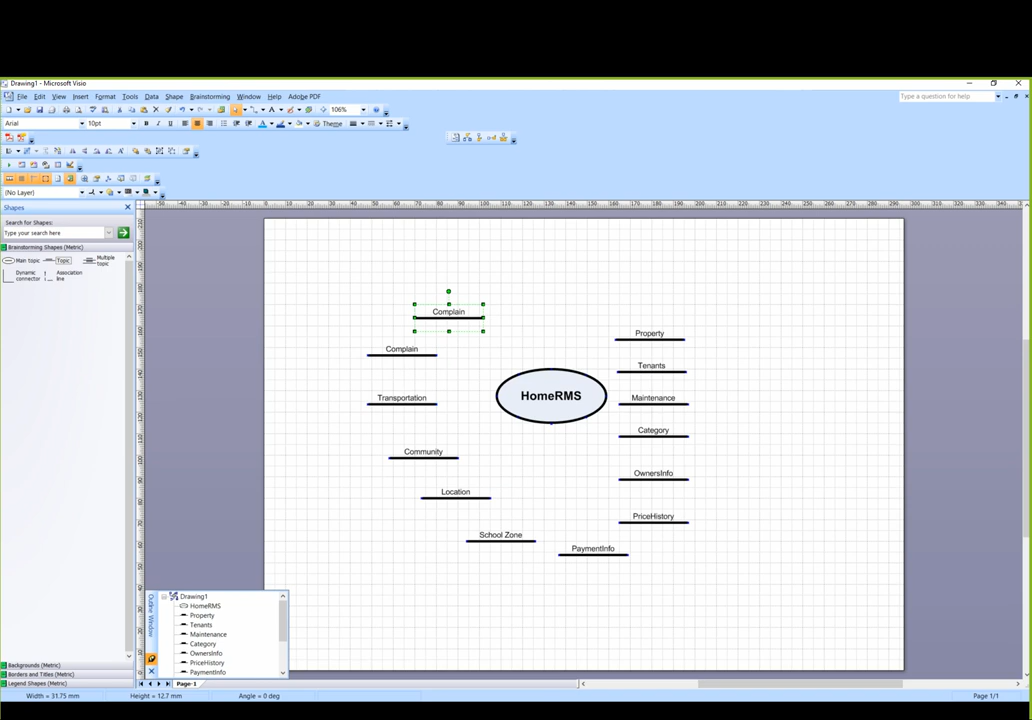 Drawing1 - Microsoft Visio
File Edit View Insert Format Tools Data Shape Brainstorming Window Help Adobe PDF
Type a question for help
106%
Arial 10pt Theme
(No Layer)
Shapes
Search for Shapes:
Type your search here
Brainstorming Shapes (Metric)
Main topic Topic Multiple topic
Dynamic connector Association line
Complain
Property
Complain
Tenants
HomeRMS
Transportation
Maintenance
Category
Community
OwnersInfo
Location
PriceHistory
School Zone
PaymentInfo
Outline Window
Drawing1
HomeRMS
Property
Tenants
Maintenance
Category
OwnersInfo
PriceHistory
PaymentInfo
Backgrounds (Metric)
Borders and Titles (Metric)
Legend Shapes (Metric)
Page-1
Width = 31.75 mm Height = 12.7 mm Angle = 0 deg Page 1/1